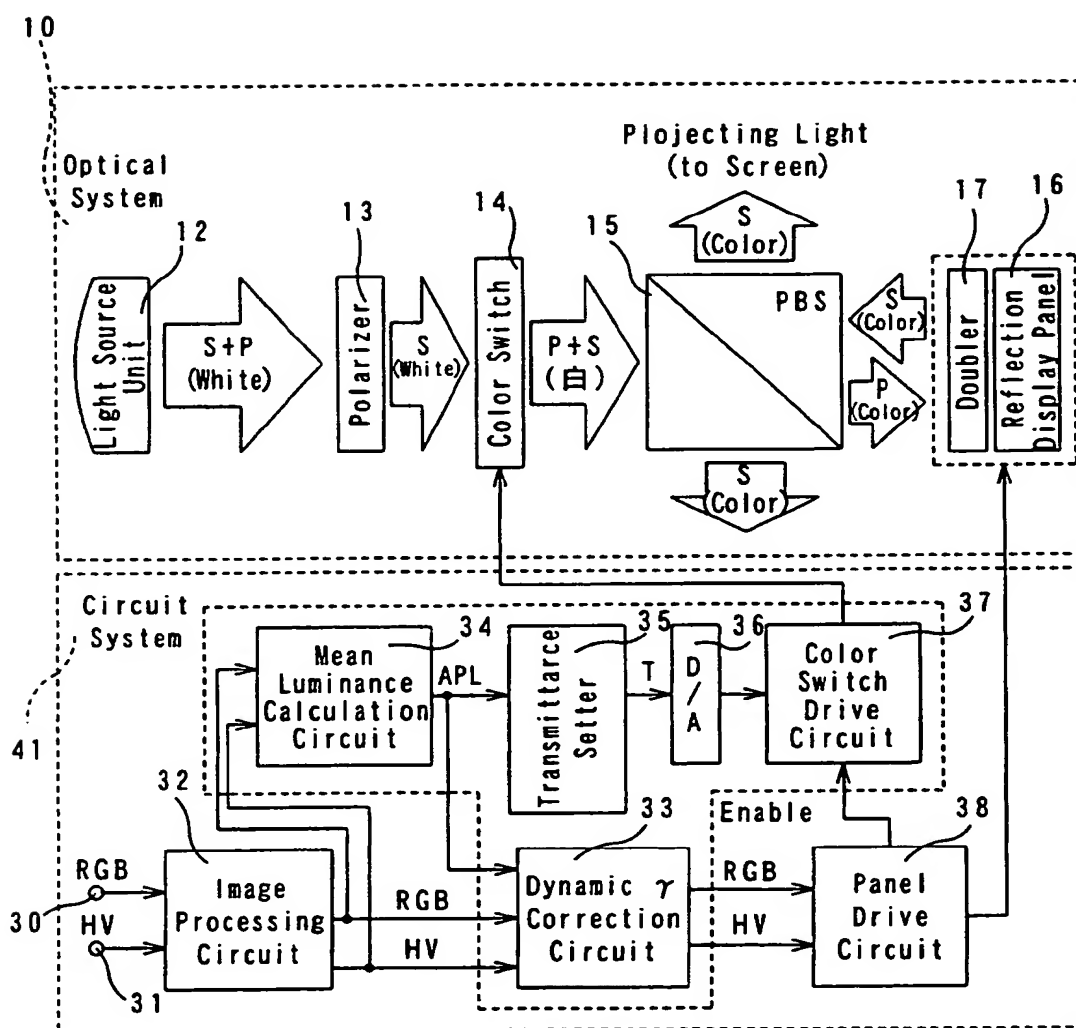 10
Plojecting Light
(to Screen)
Optical
System
12
13
14
15
17
16
S
(Color)
Light Source
Unit
S+P
(White)
Polarizer
S
(White)
Color Switch
P+S
(白)
PBS
S
(Color)
P
(Color)
Doubler
Reflection
Display Panel
S
(Color)
Circuit
System
41
34
Mean
Luminance
Calculation
Circuit
APL
35
Transmittarce
Setter
T
36
D/A
37
Color
Switch
Drive
Circuit
32
33
Enable
38
RGB
30
HV
31
Image
Processing
Circuit
RGB
HV
Dynamic γ
Correction
Circuit
RGB
HV
Panel
Drive
Circuit